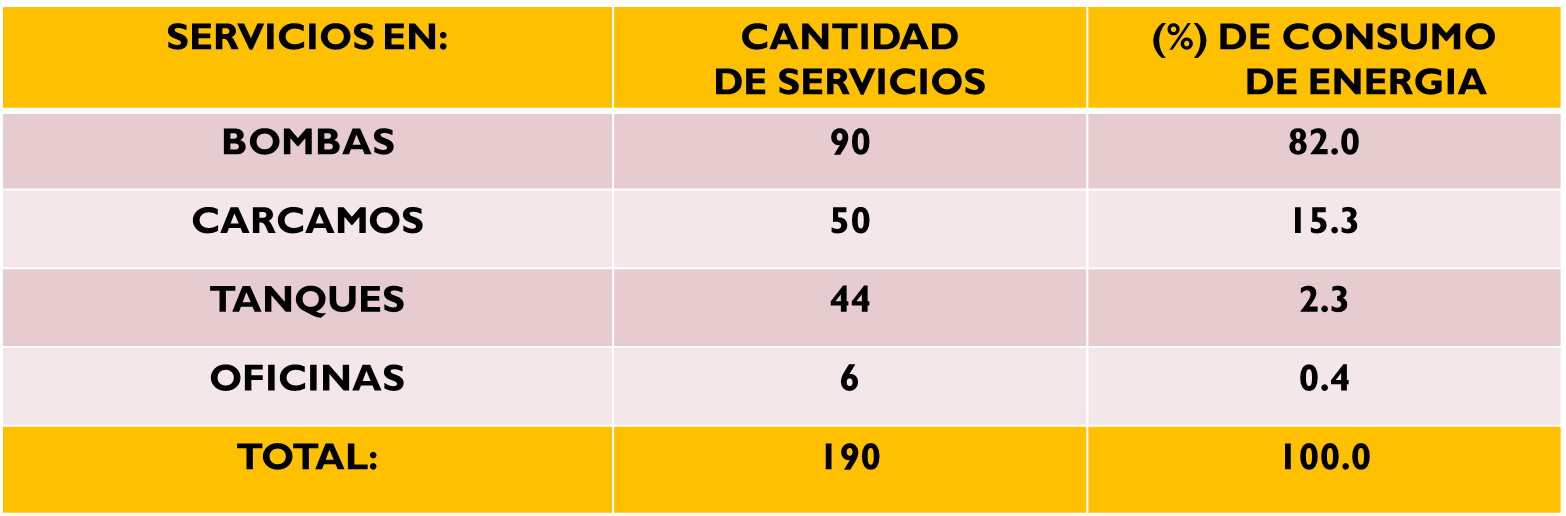 SERVICIOS EN: CANTIDAD DE SERVICIOS (%) DE CONSUMO DE ENERGIA
BOMBAS 90 82.0
CARCAMOS 50 15.3
TANQUES 44 2.3
OFICINAS 6 0.4
TOTAL: 190 100.0